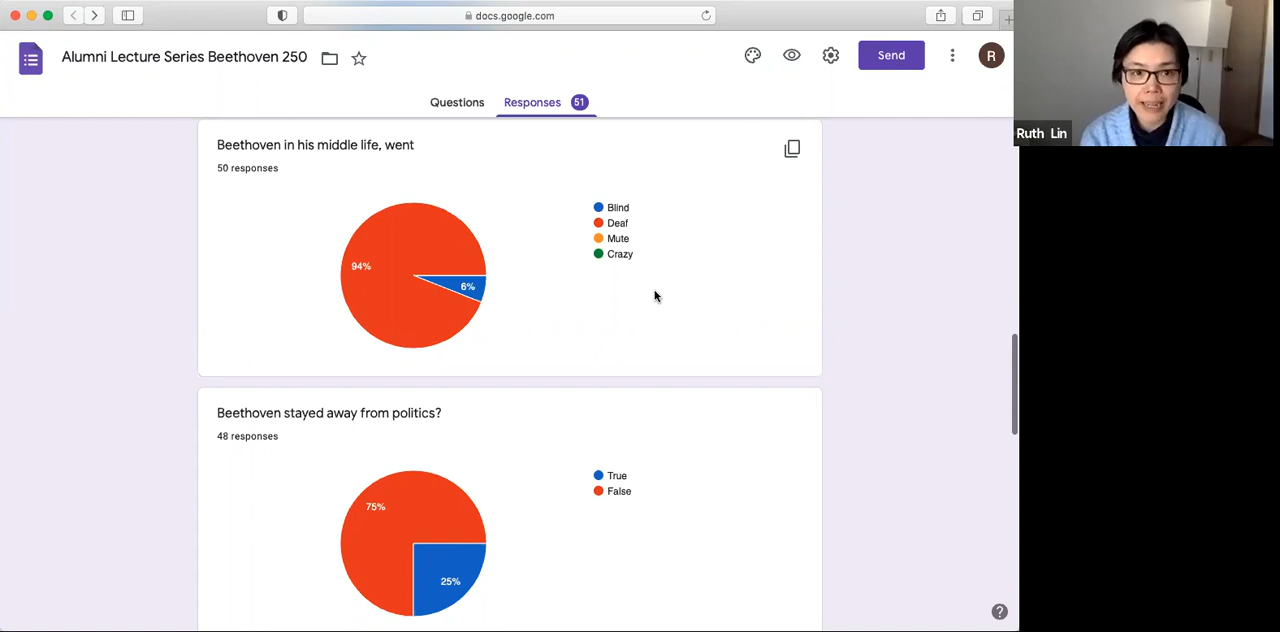 docs.google.com
Alumni Lecture Series Beethoven 250
Send
R
Questions
Responses 51
Ruth Lin
Beethoven in his middle life, went
50 responses
Blind
Deaf
Mute
Crazy
94%
6%
Beethoven stayed away from politics?
48 responses
True
False
75%
25%
?